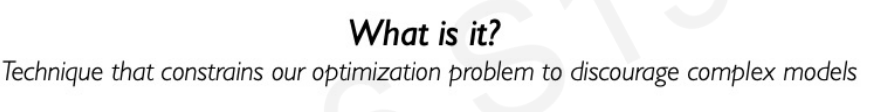 What is it?
Technique that constrains our optimization problem to discourage complex models